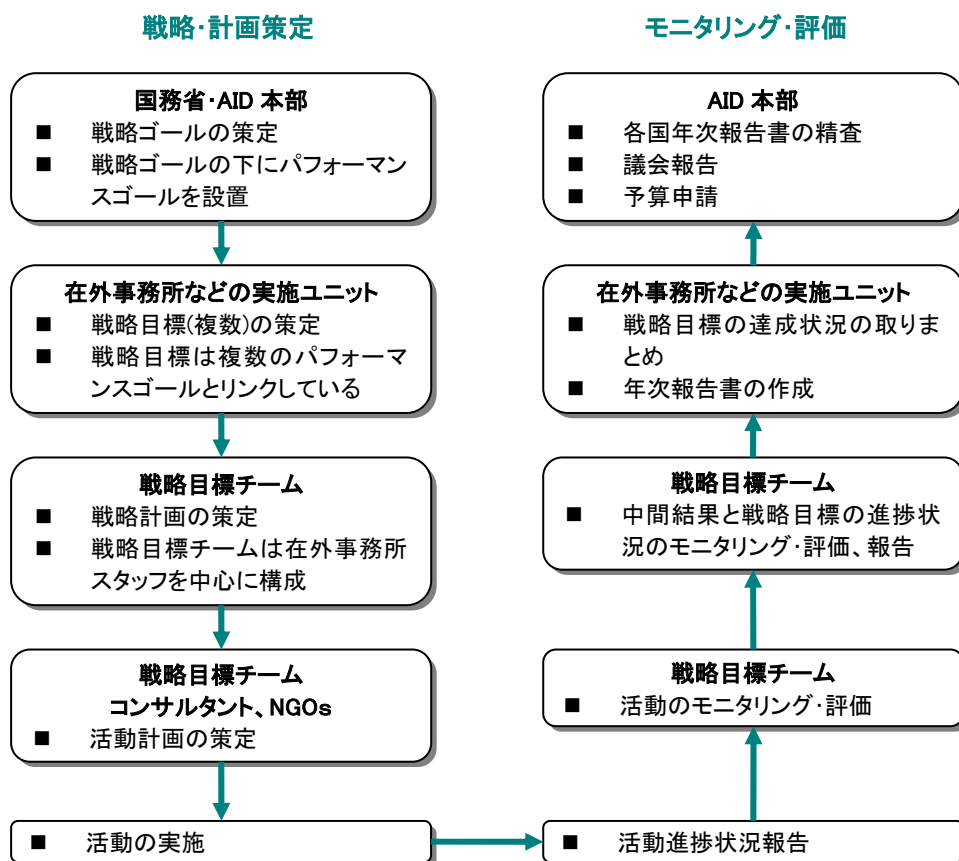 戦略・計画策定
国務省・AID 本部
■ 戦略ゴールの策定
■ 戦略ゴールの下にパフォーマン
スゴールを設置
在外事務所などの実施ユニット
■ 戦略目標(複数)の策定
■ 戦略目標は複数のパフォーマ
ンスゴールとリンクしている
戦略目標チーム
■ 戦略計画の策定
■ 戦略目標チームは在外事務所
スタッフを中心に構成
戦略目標チーム
コンサルタント、NGOs
■ 活動計画の策定
■ 活動の実施
モニタリング・評価
AID 本部
■ 各国年次報告書の精査
■ 議会報告
■ 予算申請
在外事務所などの実施ユニット
■ 戦略目標の達成状況の取りま
とめ
■ 年次報告書の作成
戦略目標チーム
■ 中間結果と戦略目標の進捗状
況のモニタリング・評価、報告
戦略目標チーム
■ 活動のモニタリング・評価
■ 活動進捗状況報告